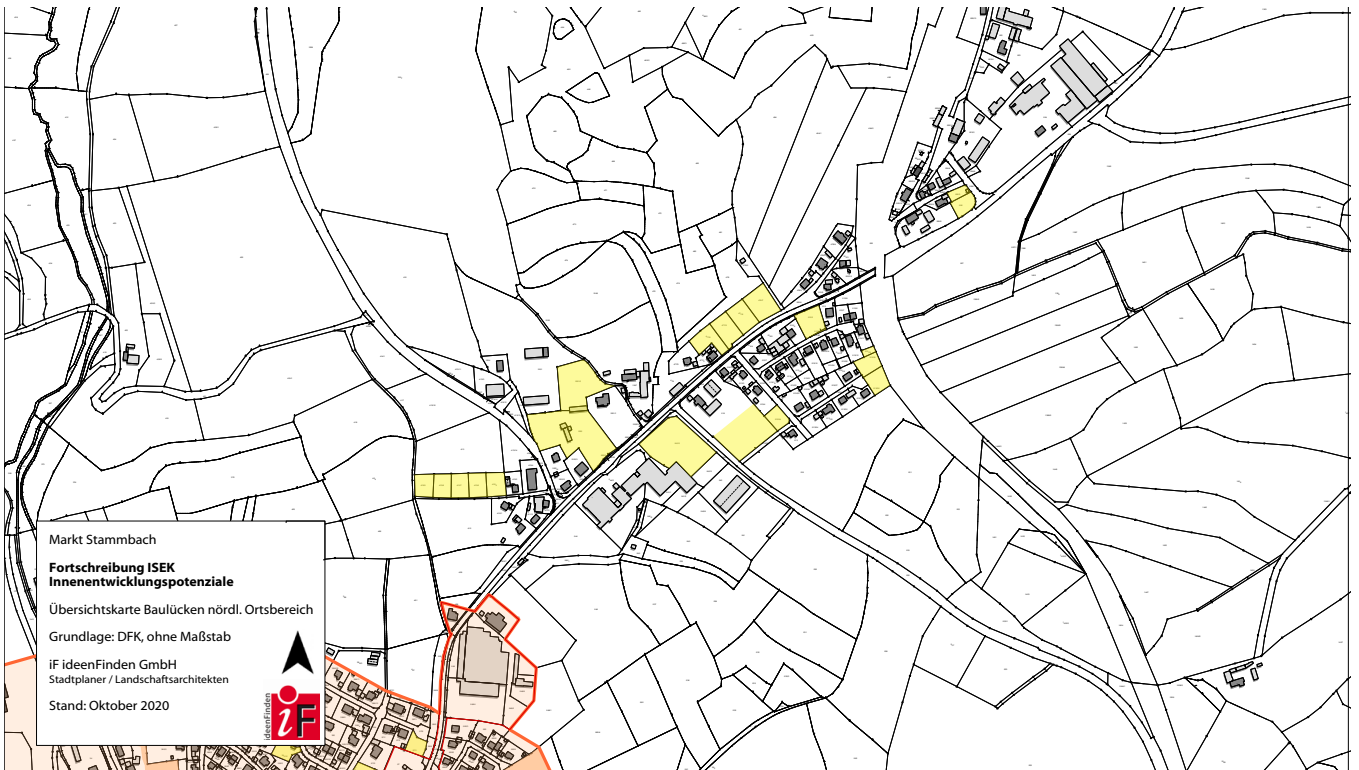 Markt Stammbach
Fortschreibung ISEK
Innenentwicklungspotenziale
Übersichtskarte Baulücken nördl. Ortsbereich
Grundlage: DFK, ohne Maßstab
iF ideenFinden GmbH
Stadtplaner / Landschaftsarchitekten
Stand: Oktober 2020
ideenFinden
iF